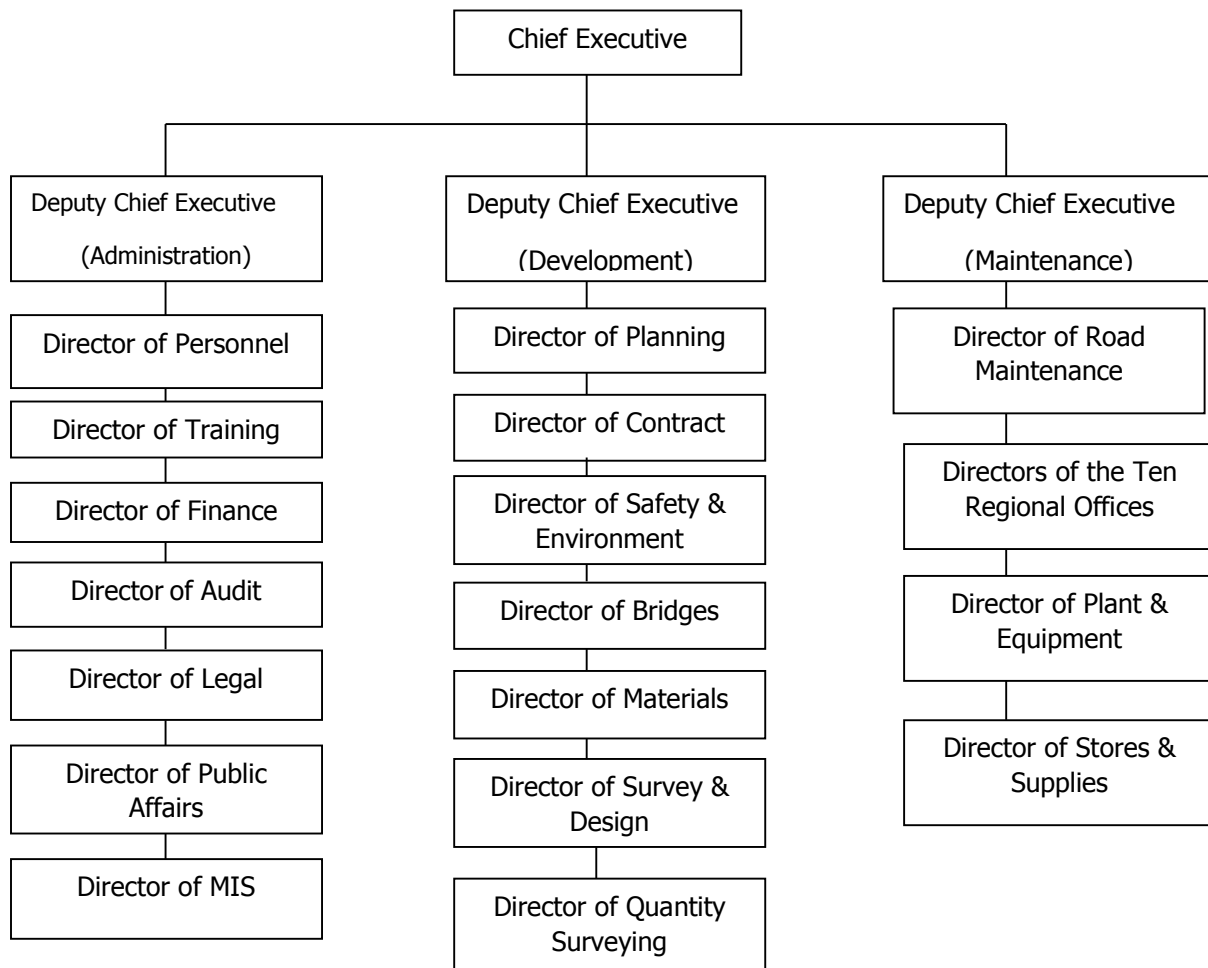 Chief Executive
Deputy Chief Executive
(Administration)
Director of Personnel
Director of Training
Director of Finance
Director of Audit
Director of Legal
Director of Public
Affairs
Director of MIS
Deputy Chief Executive
(Development)
Director of Planning
Director of Contract
Director of Safety &
Environment
Director of Bridges
Director of Materials
Director of Survey &
Design
Director of Quantity
Surveying
Deputy Chief Executive
(Maintenance)
Director of Road
Maintenance
Directors of the Ten
Regional Offices
Director of Plant &
Equipment
Director of Stores &
Supplies